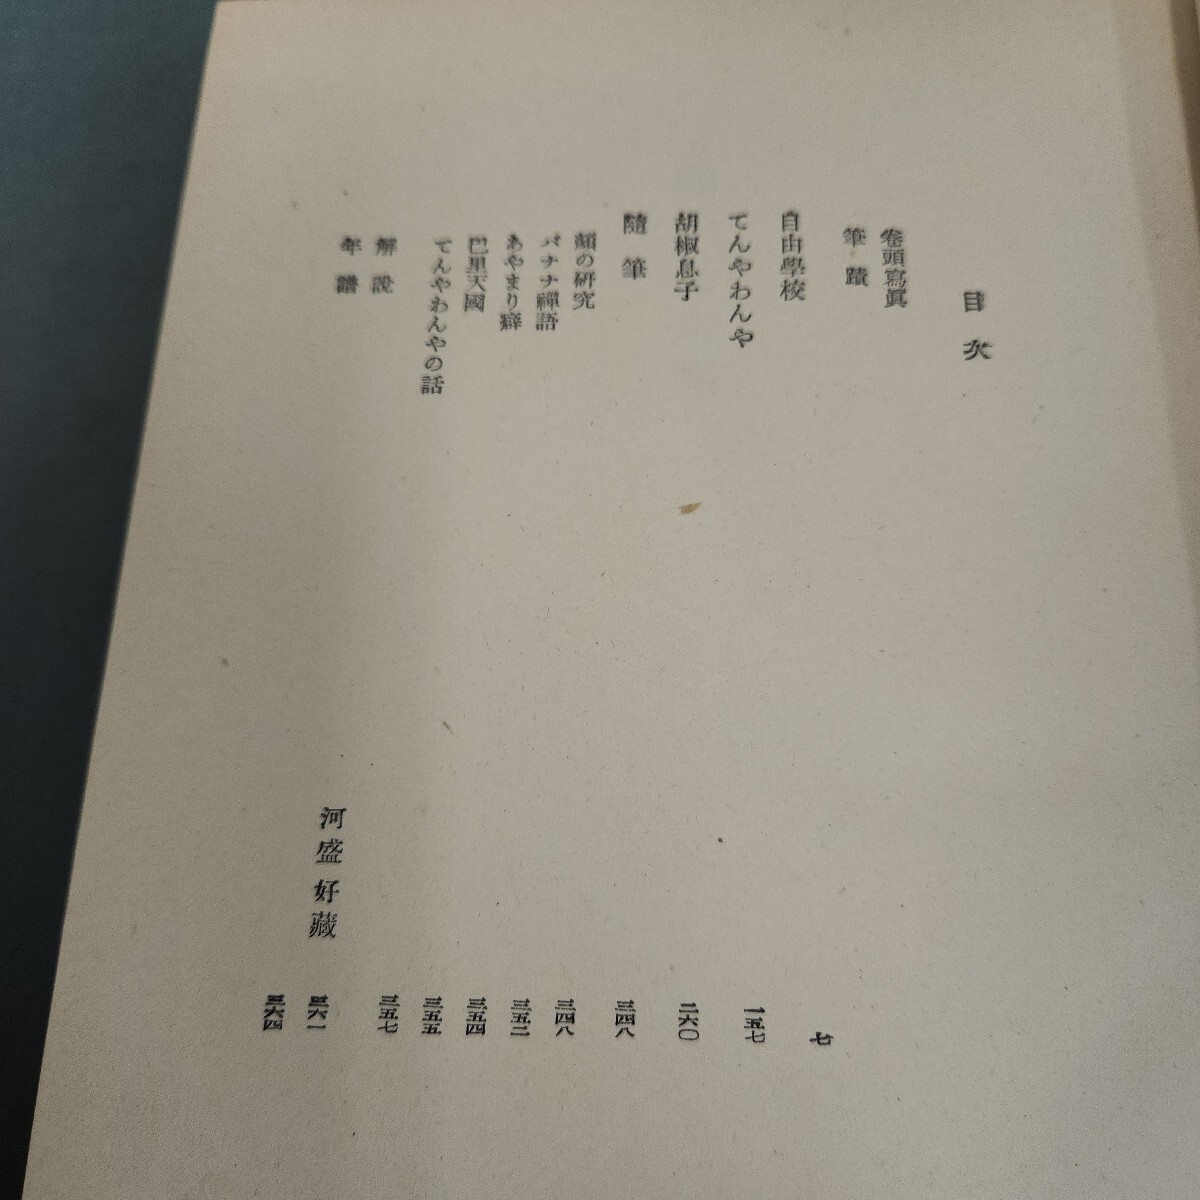 目次
卷頭寫眞
筆蹟
自由學校 七
てんやわんや 一五七
胡椒息子 二六〇
隨筆 三四八
顏の研究 三四八
バナナ禪語 三五二
あやまり癖 三五四
巴里天國 三五五
てんやわんやの話 三五七
解說 河盛好藏 三六一
年譜 三六四